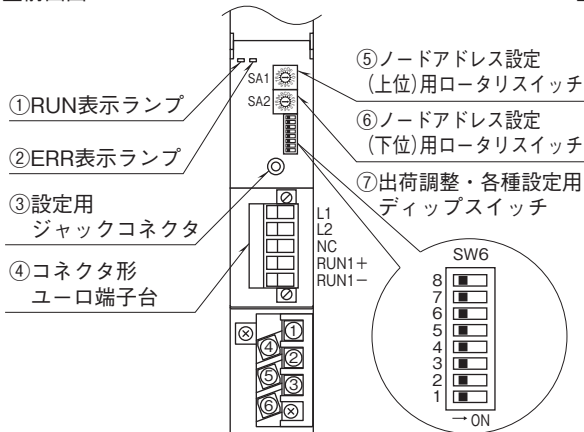 ①RUN表示ランプ
②ERR表示ランプ
③設定用
ジャックコネクタ
④コネクタ形
ユーロ端子台
SA1
SA2
L1
L2
NC
RUN1+
RUN1−
①
④
②
⑤
③
⑥
⑤ノードアドレス設定
(上位)用ロータリスイッチ
⑥ノードアドレス設定
(下位)用ロータリスイッチ
⑦出荷調整・各種設定用
ディップスイッチ
SW6
8
7
6
5
4
3
2
1
→ ON